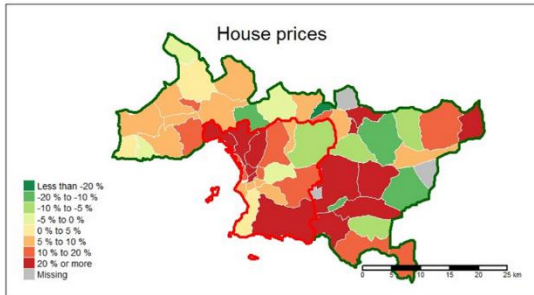 House prices
Less than -20 %
-20 % to -10 %
-10 % to -5 %
-5 % to 0 %
0 % to 5 %
5 % to 10 %
10 % to 20 %
20 % or more
Missing
0 5 10 15 20 25 km